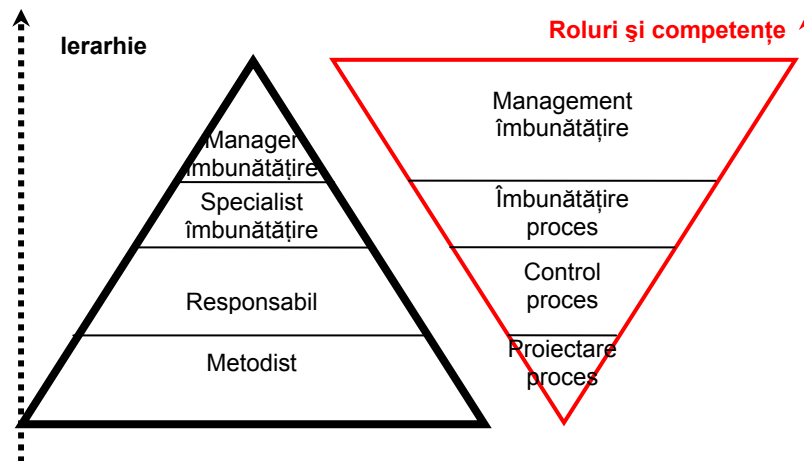 Ierarhie
Roluri şi competențe
Manager
îmbunătățire
Specialist
îmbunătățire
Responsabil
Metodist
Management
îmbunătățire
Îmbunătățire
proces
Control
proces
Proiectare
proces